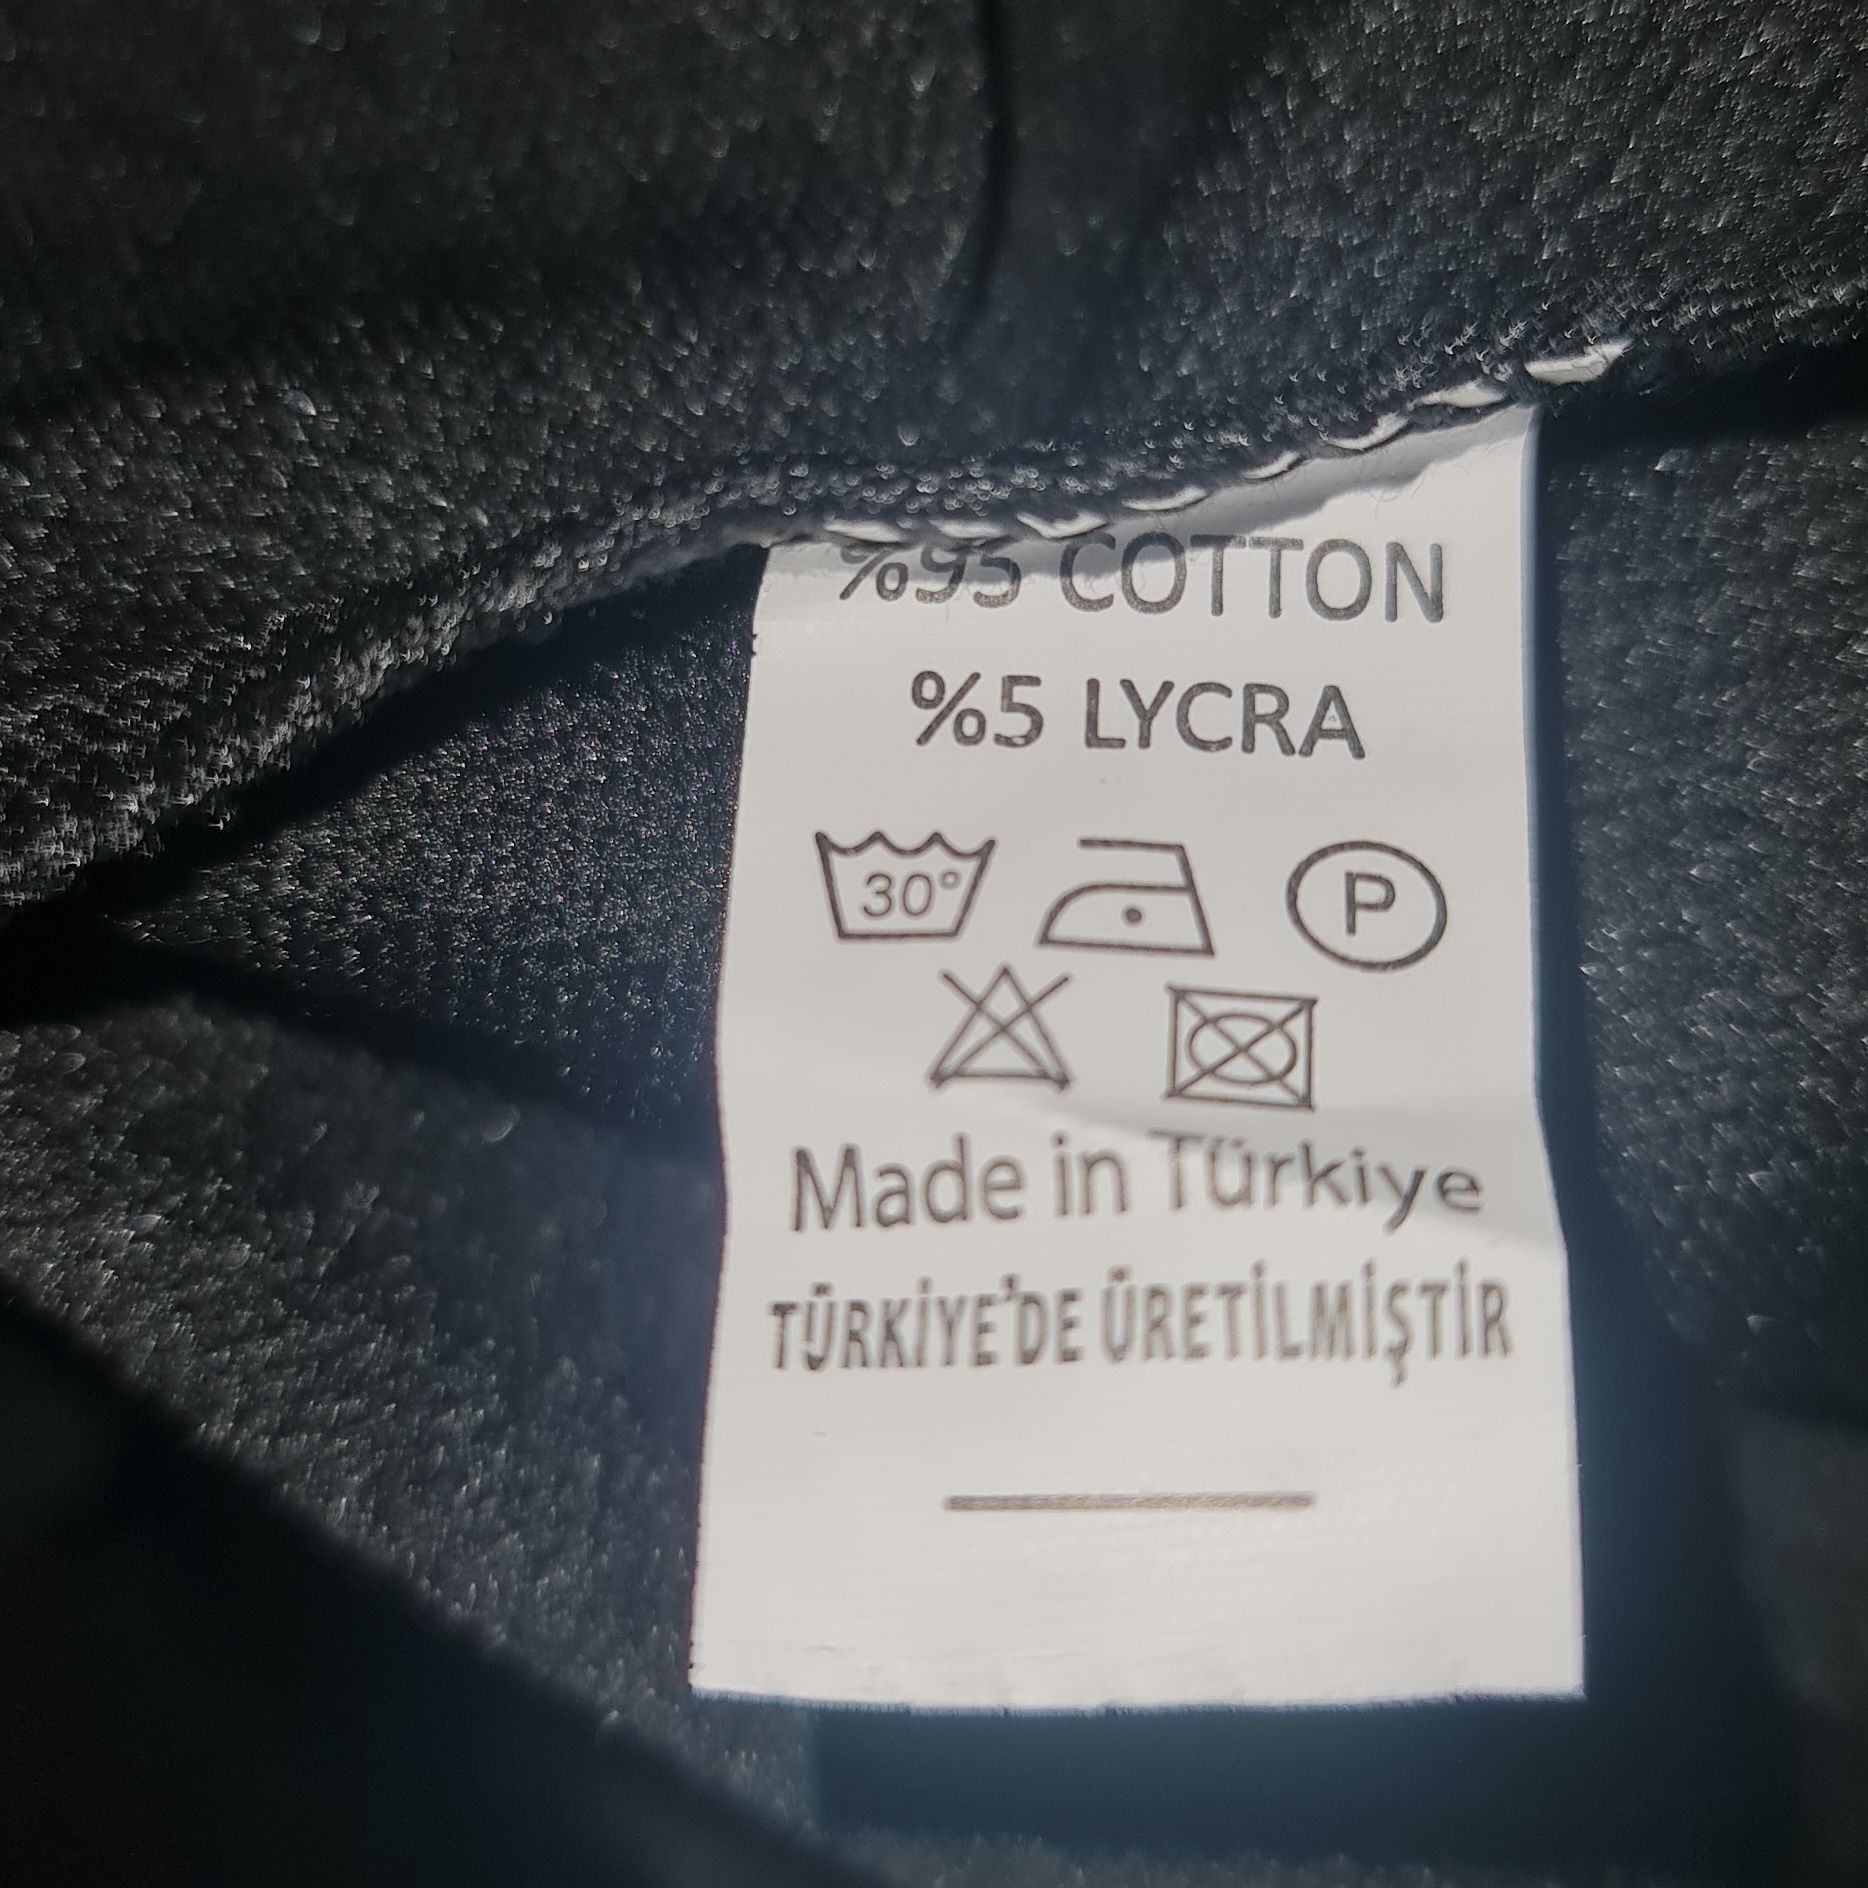 %95 COTTON
%5 LYCRA
30° P
Made in Türkiye
TÜRKİYE'DE ÜRETİLMİŞTİR